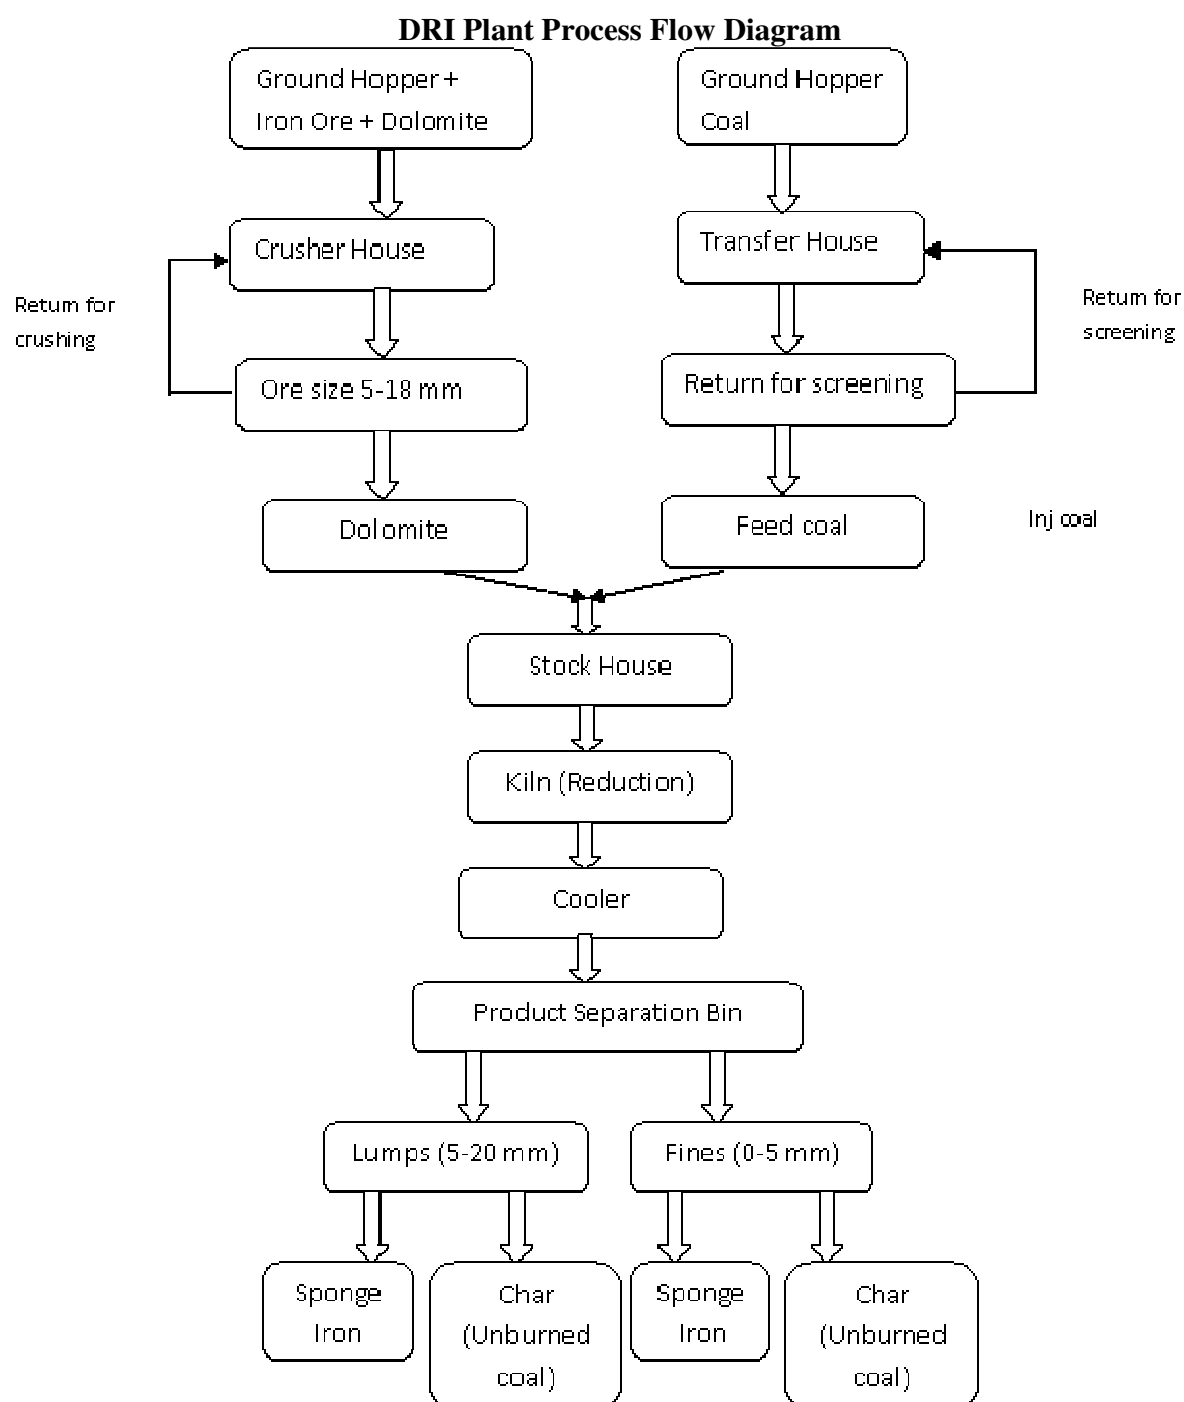 DRI Plant Process Flow Diagram
Ground Hopper +
Iron Ore + Dolomite
Ground Hopper
Coal
Crusher House
Transfer House
Return for
crushing
Return for
screening
Ore size 5-18 mm
Return for screening
Dolomite
Feed coal
Inj coal
Stock House
Kiln (Reduction)
Cooler
Product Separation Bin
Lumps (5-20 mm)
Fines (0-5 mm)
Sponge
Iron
Char
(Unburned
coal)
Sponge
Iron
Char
(Unburned
coal)